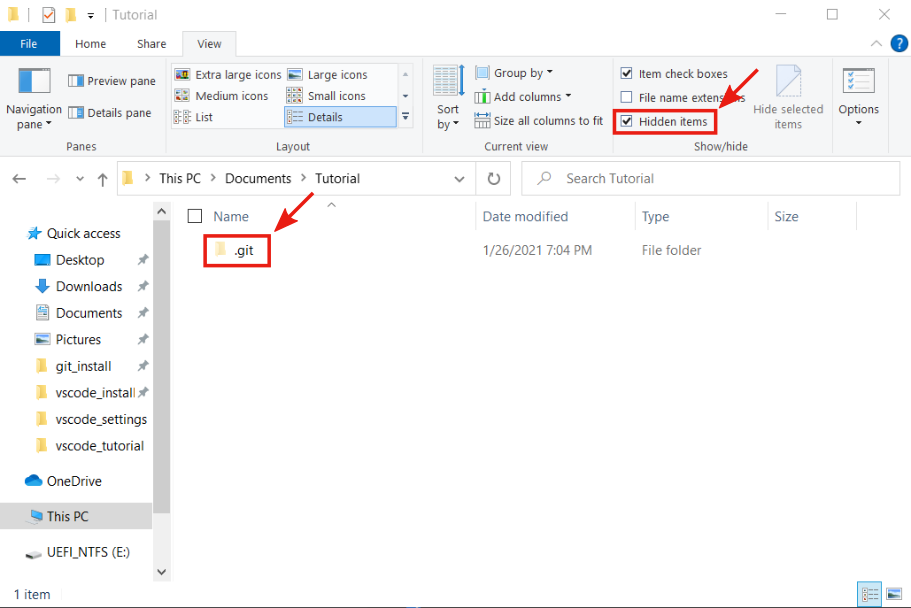 Tutorial
File Home Share View
Navigation pane
Preview pane
Details pane
Panes
Extra large icons Large icons
Medium icons Small icons
List Details
Layout
Sort by
Group by
Add columns
Size all columns to fit
Current view
Item check boxes
File name extensions
Hidden items
Hide selected items
Show/hide
Options
This PC > Documents > Tutorial
Search Tutorial
Name Date modified Type Size
.git 1/26/2021 7:04 PM File folder
Quick access
Desktop
Downloads
Documents
Pictures
git_install
vscode_install
vscode_settings
vscode_tutorial
OneDrive
This PC
UEFI_NTFS (E:)
1 item